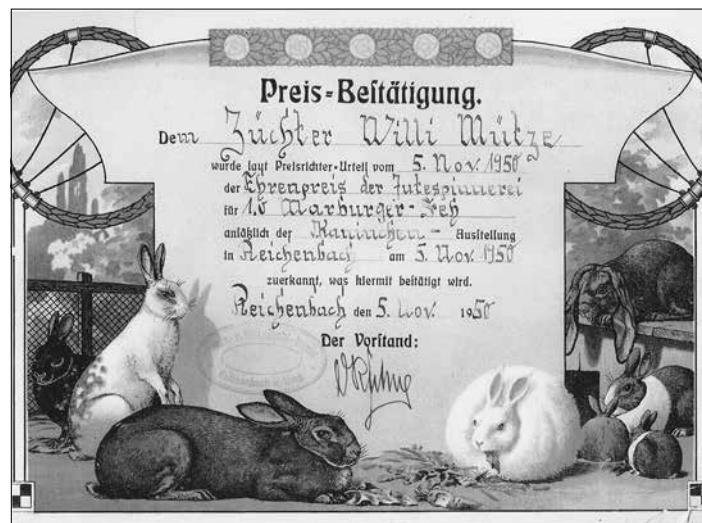 Preis=Bestätigung.
Dem Züchter Willi Mütze
wurde laut Preisrichter-Urteil vom 5. Nov. 1950
der Ehrenpreis der Jutespinnerei
für 1.0 Marburger-Feh
anläßlich der Kaninchen- Ausstellung
in Reichenbach am 5. Nov 1950
zuerkannt, was hiermit bestätigt wird.
Reichenbach den 5. Nov. 1950
Der Vorstand: